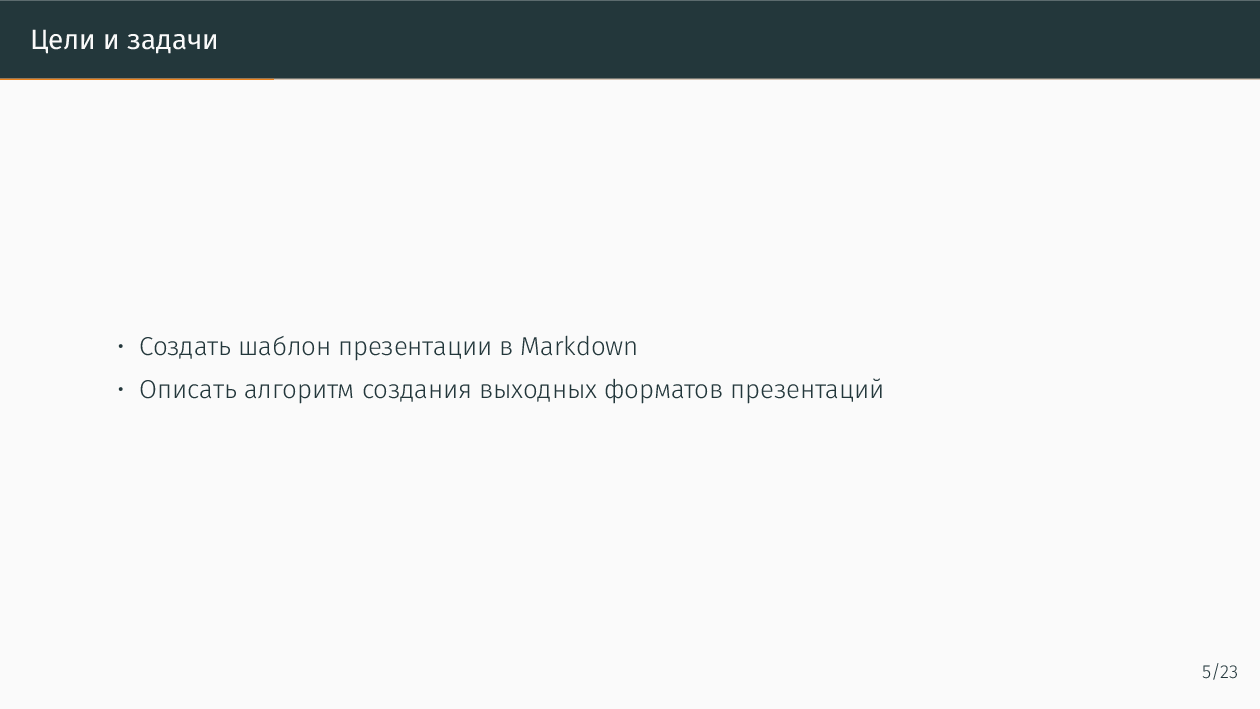 Цели и задачи
• Создать шаблон презентации в Markdown
• Описать алгоритм создания выходных форматов презентаций
5/23